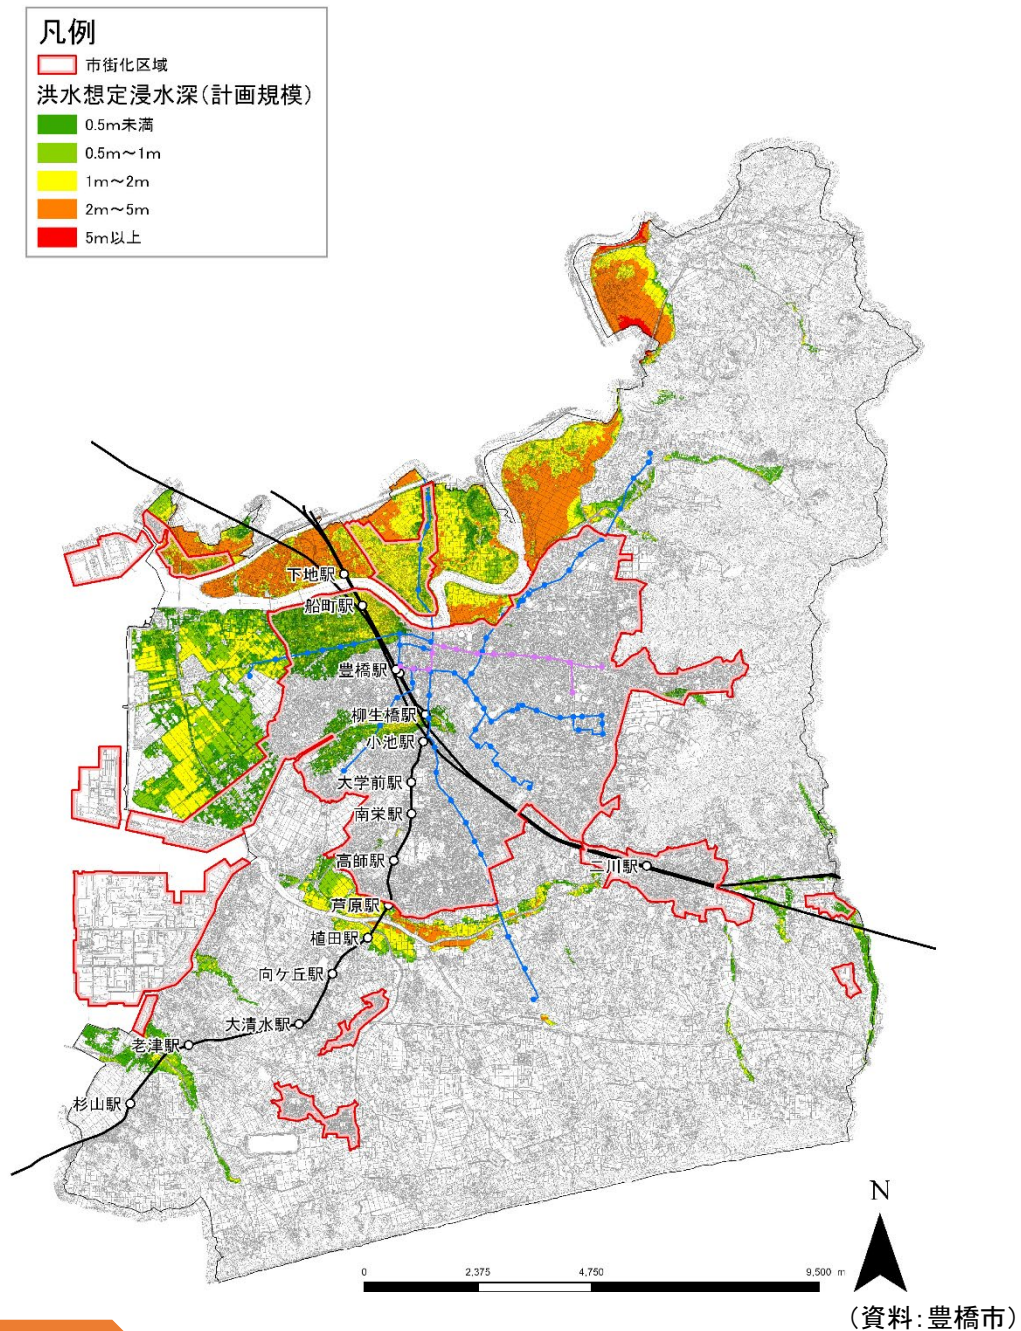 凡例
市街化区域
洪水想定浸水深(計画規模)
0.5m未満
0.5m～1m
1m～2m
2m～5m
5m以上
下地駅
船町駅
豊橋駅
柳生橋駅
小池駅
大学前駅
南栄駅
高師駅
二川駅
芦原駅
植田駅
向ケ丘駅
大清水駅
老津駅
杉山駅
N
0 2,375 4,750 9,500 m
(資料:豊橋市)